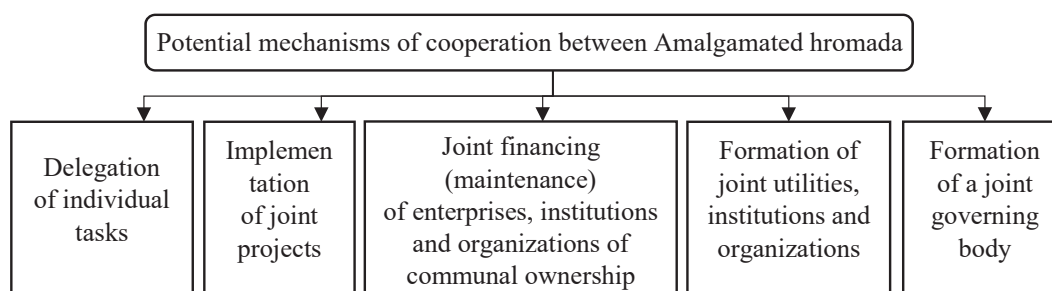 Potential mechanisms of cooperation between Amalgamated hromada
Delegation
of individual
tasks
Implemen
tation
of joint
projects
Joint financing
(maintenance)
of enterprises, institutions
and organizations of
communal ownership
Formation of
joint utilities,
institutions and
organizations
Formation
of a joint
governing
body